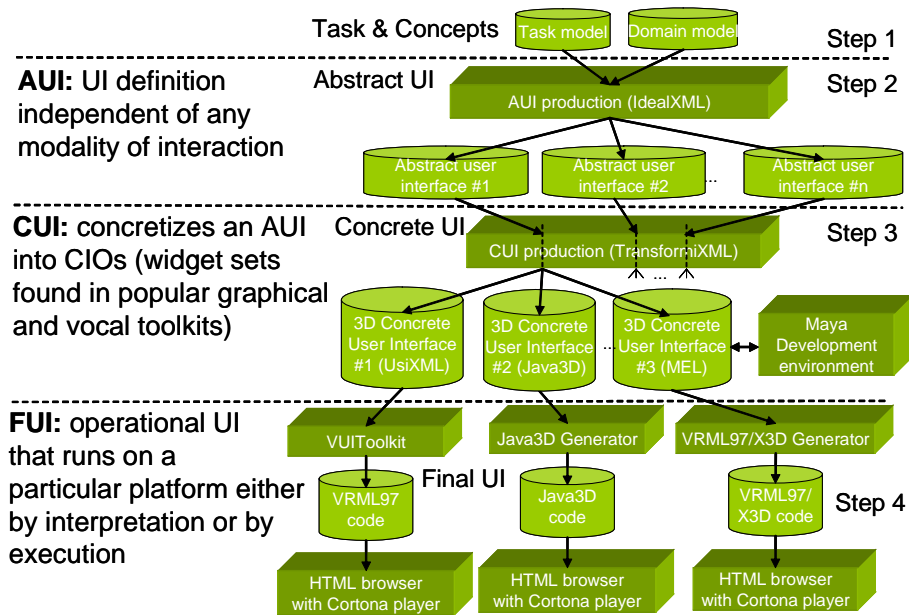 Task & Concepts
Task model
Domain model
Step 1
AUI: UI definition
independent of any
modality of interaction
Abstract UI
Step 2
AUI production (IdealXML)
Abstract user
interface #1
Abstract user
interface #2
...
Abstract user
interface #n
CUI: concretizes an AUI
into CIOs (widget sets
found in popular graphical
and vocal toolkits)
Concrete UI
Step 3
CUI production (TransformiXML)
...
3D Concrete
User Interface
#1 (UsiXML)
3D Concrete
User Interface
#2 (Java3D)
...
3D Concrete
User Interface
#3 (MEL)
Maya
Development
environment
FUI: operational UI
that runs on a
particular platform either
by interpretation or by
execution
VUIToolkit
Java3D Generator
VRML97/X3D Generator
Final UI
Step 4
VRML97
code
Java3D
code
VRML97/
X3D code
HTML browser
with Cortona player
HTML browser
with Cortona player
HTML browser
with Cortona player